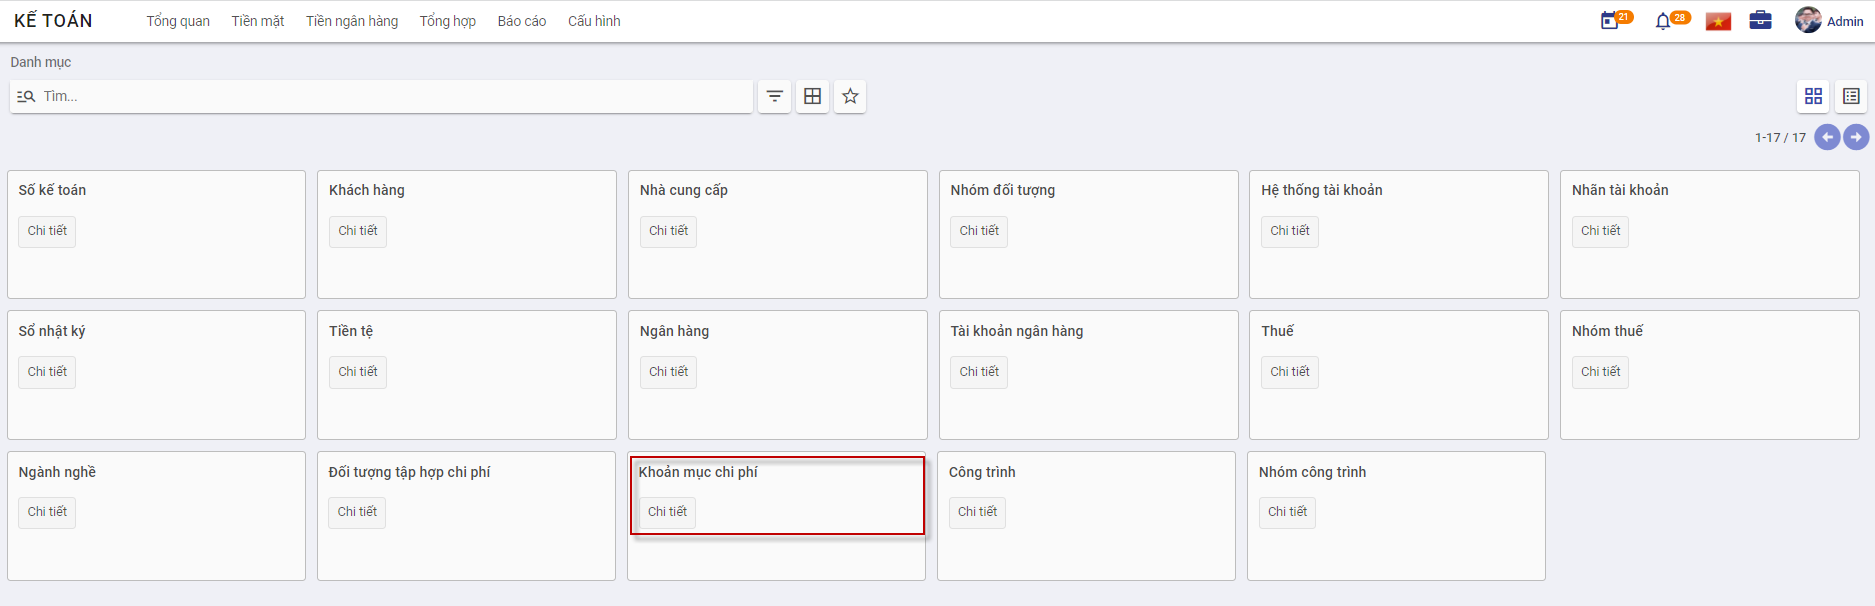 KẾ TOÁN Tổng quan Tiền mặt Tiền ngân hàng Tổng hợp Báo cáo Cấu hình 21 28 Admin
Danh mục
Tìm...
1-17 / 17
Số kế toán Khách hàng Nhà cung cấp Nhóm đối tượng Hệ thống tài khoản Nhãn tài khoản
Chi tiết Chi tiết Chi tiết Chi tiết Chi tiết Chi tiết
Sổ nhật ký Tiền tệ Ngân hàng Tài khoản ngân hàng Thuế Nhóm thuế
Chi tiết Chi tiết Chi tiết Chi tiết Chi tiết Chi tiết
Ngành nghề Đối tượng tập hợp chi phí Khoản mục chi phí Công trình Nhóm công trình
Chi tiết Chi tiết Chi tiết Chi tiết Chi tiết